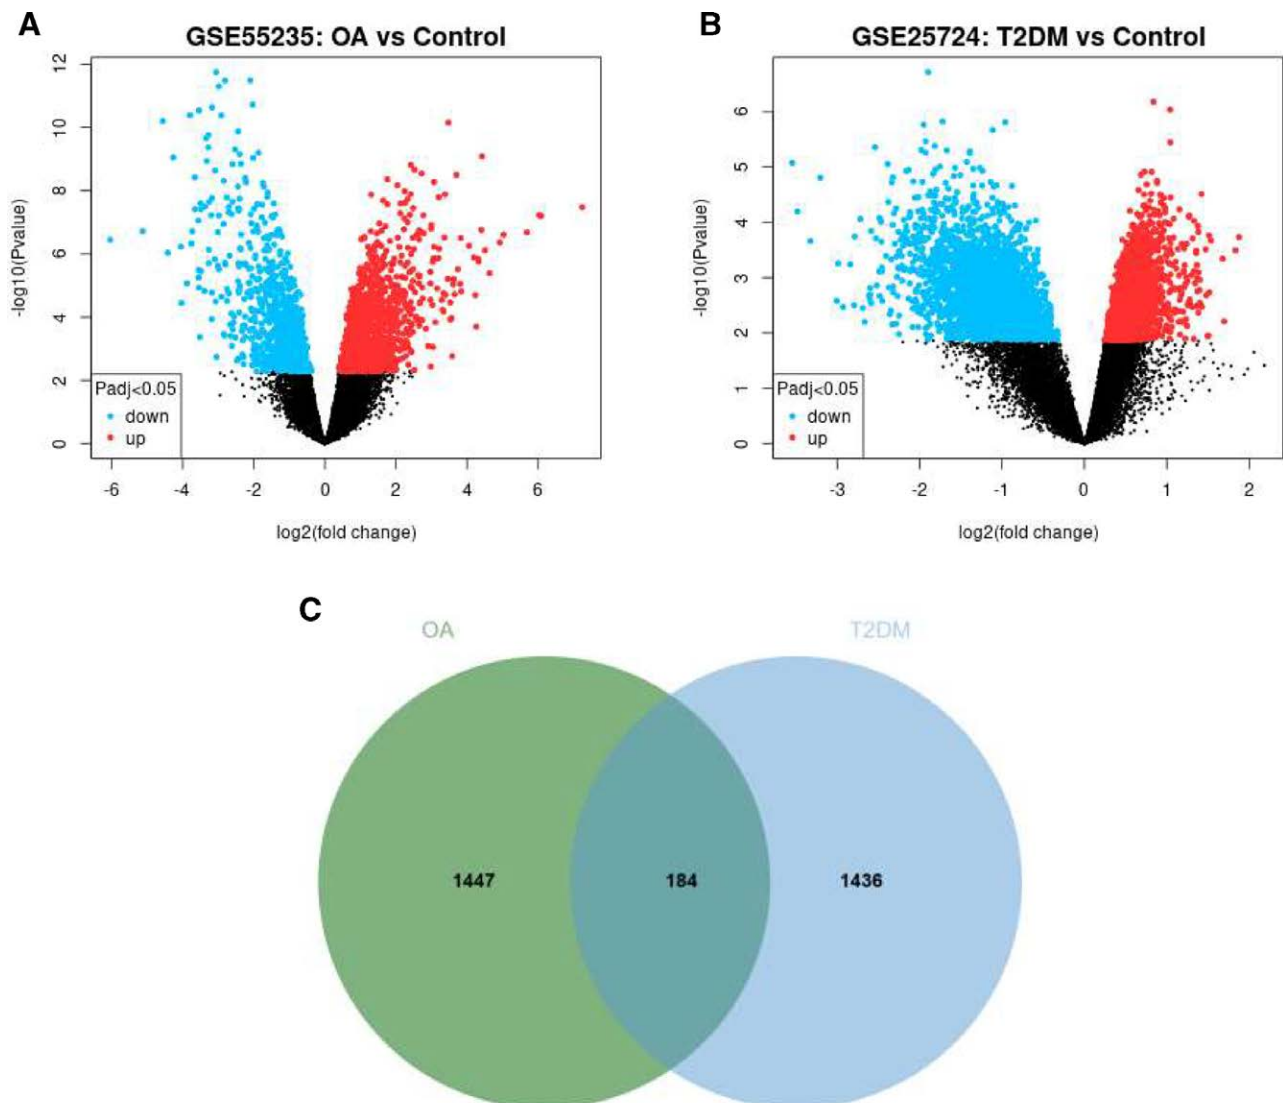 A
GSE55235: OA vs Control
-log10(Pvalue)
12
10
8
6
4
2
0
Padj<0.05
down
up
-6 -4 -2 0 2 4 6
log2(fold change)
B
GSE25724: T2DM vs Control
-log10(Pvalue)
6
5
4
3
2
1
0
Padj<0.05
down
up
-3 -2 -1 0 1 2
log2(fold change)
C
OA T2DM
1447 184 1436